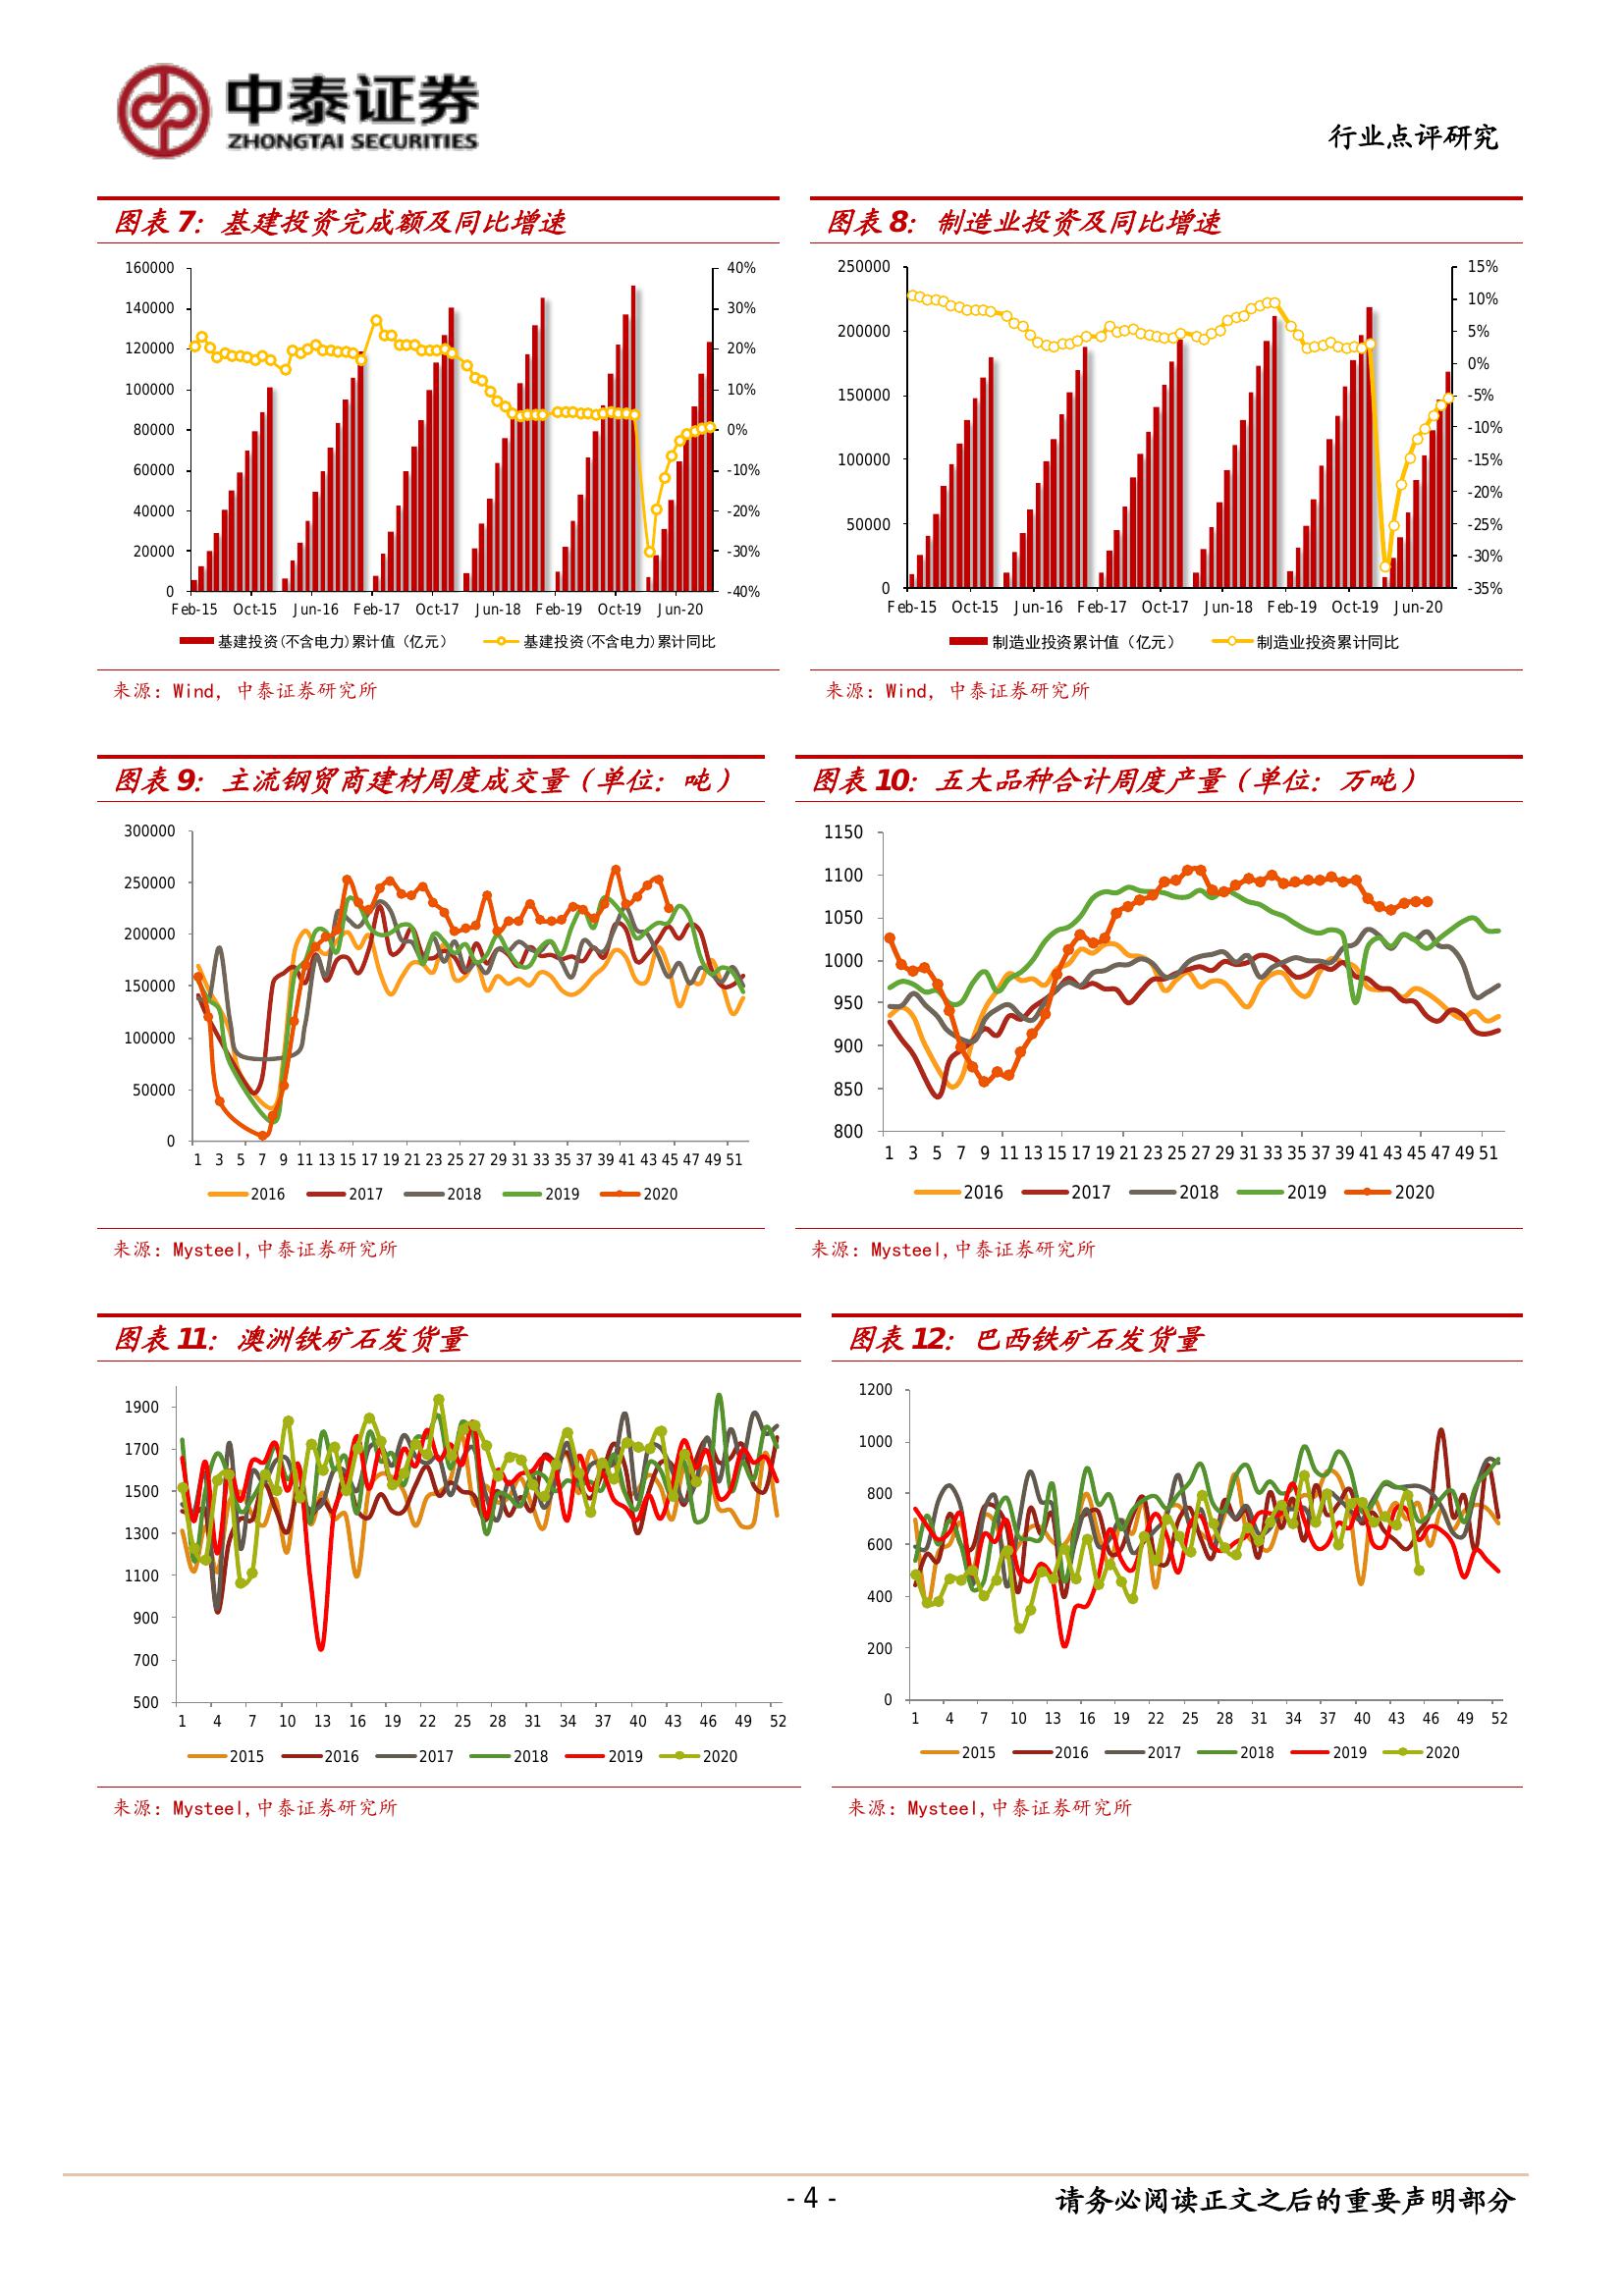 中泰证券
ZHONGTAI SECURITIES
行业点评研究
图表 7：基建投资完成额及同比增速
160000
140000
120000
100000
80000
60000
40000
20000
0
40%
30%
20%
10%
0%
-10%
-20%
-30%
-40%
Feb-15 Oct-15 Jun-16 Feb-17 Oct-17 Jun-18 Feb-19 Oct-19 Jun-20
基建投资(不含电力)累计值（亿元） 基建投资(不含电力)累计同比
来源：Wind，中泰证券研究所
图表 8：制造业投资及同比增速
250000
200000
150000
100000
50000
0
15%
10%
5%
0%
-5%
-10%
-15%
-20%
-25%
-30%
-35%
Feb-15 Oct-15 Jun-16 Feb-17 Oct-17 Jun-18 Feb-19 Oct-19 Jun-20
制造业投资累计值（亿元） 制造业投资累计同比
来源：Wind，中泰证券研究所
图表 9：主流钢贸商建材周度成交量（单位：吨）
300000
250000
200000
150000
100000
50000
0
1 3 5 7 9 11 13 15 17 19 21 23 25 27 29 31 33 35 37 39 41 43 45 47 49 51
2016 2017 2018 2019 2020
来源：Mysteel,中泰证券研究所
图表 10：五大品种合计周度产量（单位：万吨）
1150
1100
1050
1000
950
900
850
800
1 3 5 7 9 11 13 15 17 19 21 23 25 27 29 31 33 35 37 39 41 43 45 47 49 51
2016 2017 2018 2019 2020
来源：Mysteel,中泰证券研究所
图表 11：澳洲铁矿石发货量
1900
1700
1500
1300
1100
900
700
500
1 4 7 10 13 16 19 22 25 28 31 34 37 40 43 46 49 52
2015 2016 2017 2018 2019 2020
来源：Mysteel,中泰证券研究所
图表 12：巴西铁矿石发货量
1200
1000
800
600
400
200
0
1 4 7 10 13 16 19 22 25 28 31 34 37 40 43 46 49 52
2015 2016 2017 2018 2019 2020
来源：Mysteel,中泰证券研究所
- 4 -
请务必阅读正文之后的重要声明部分